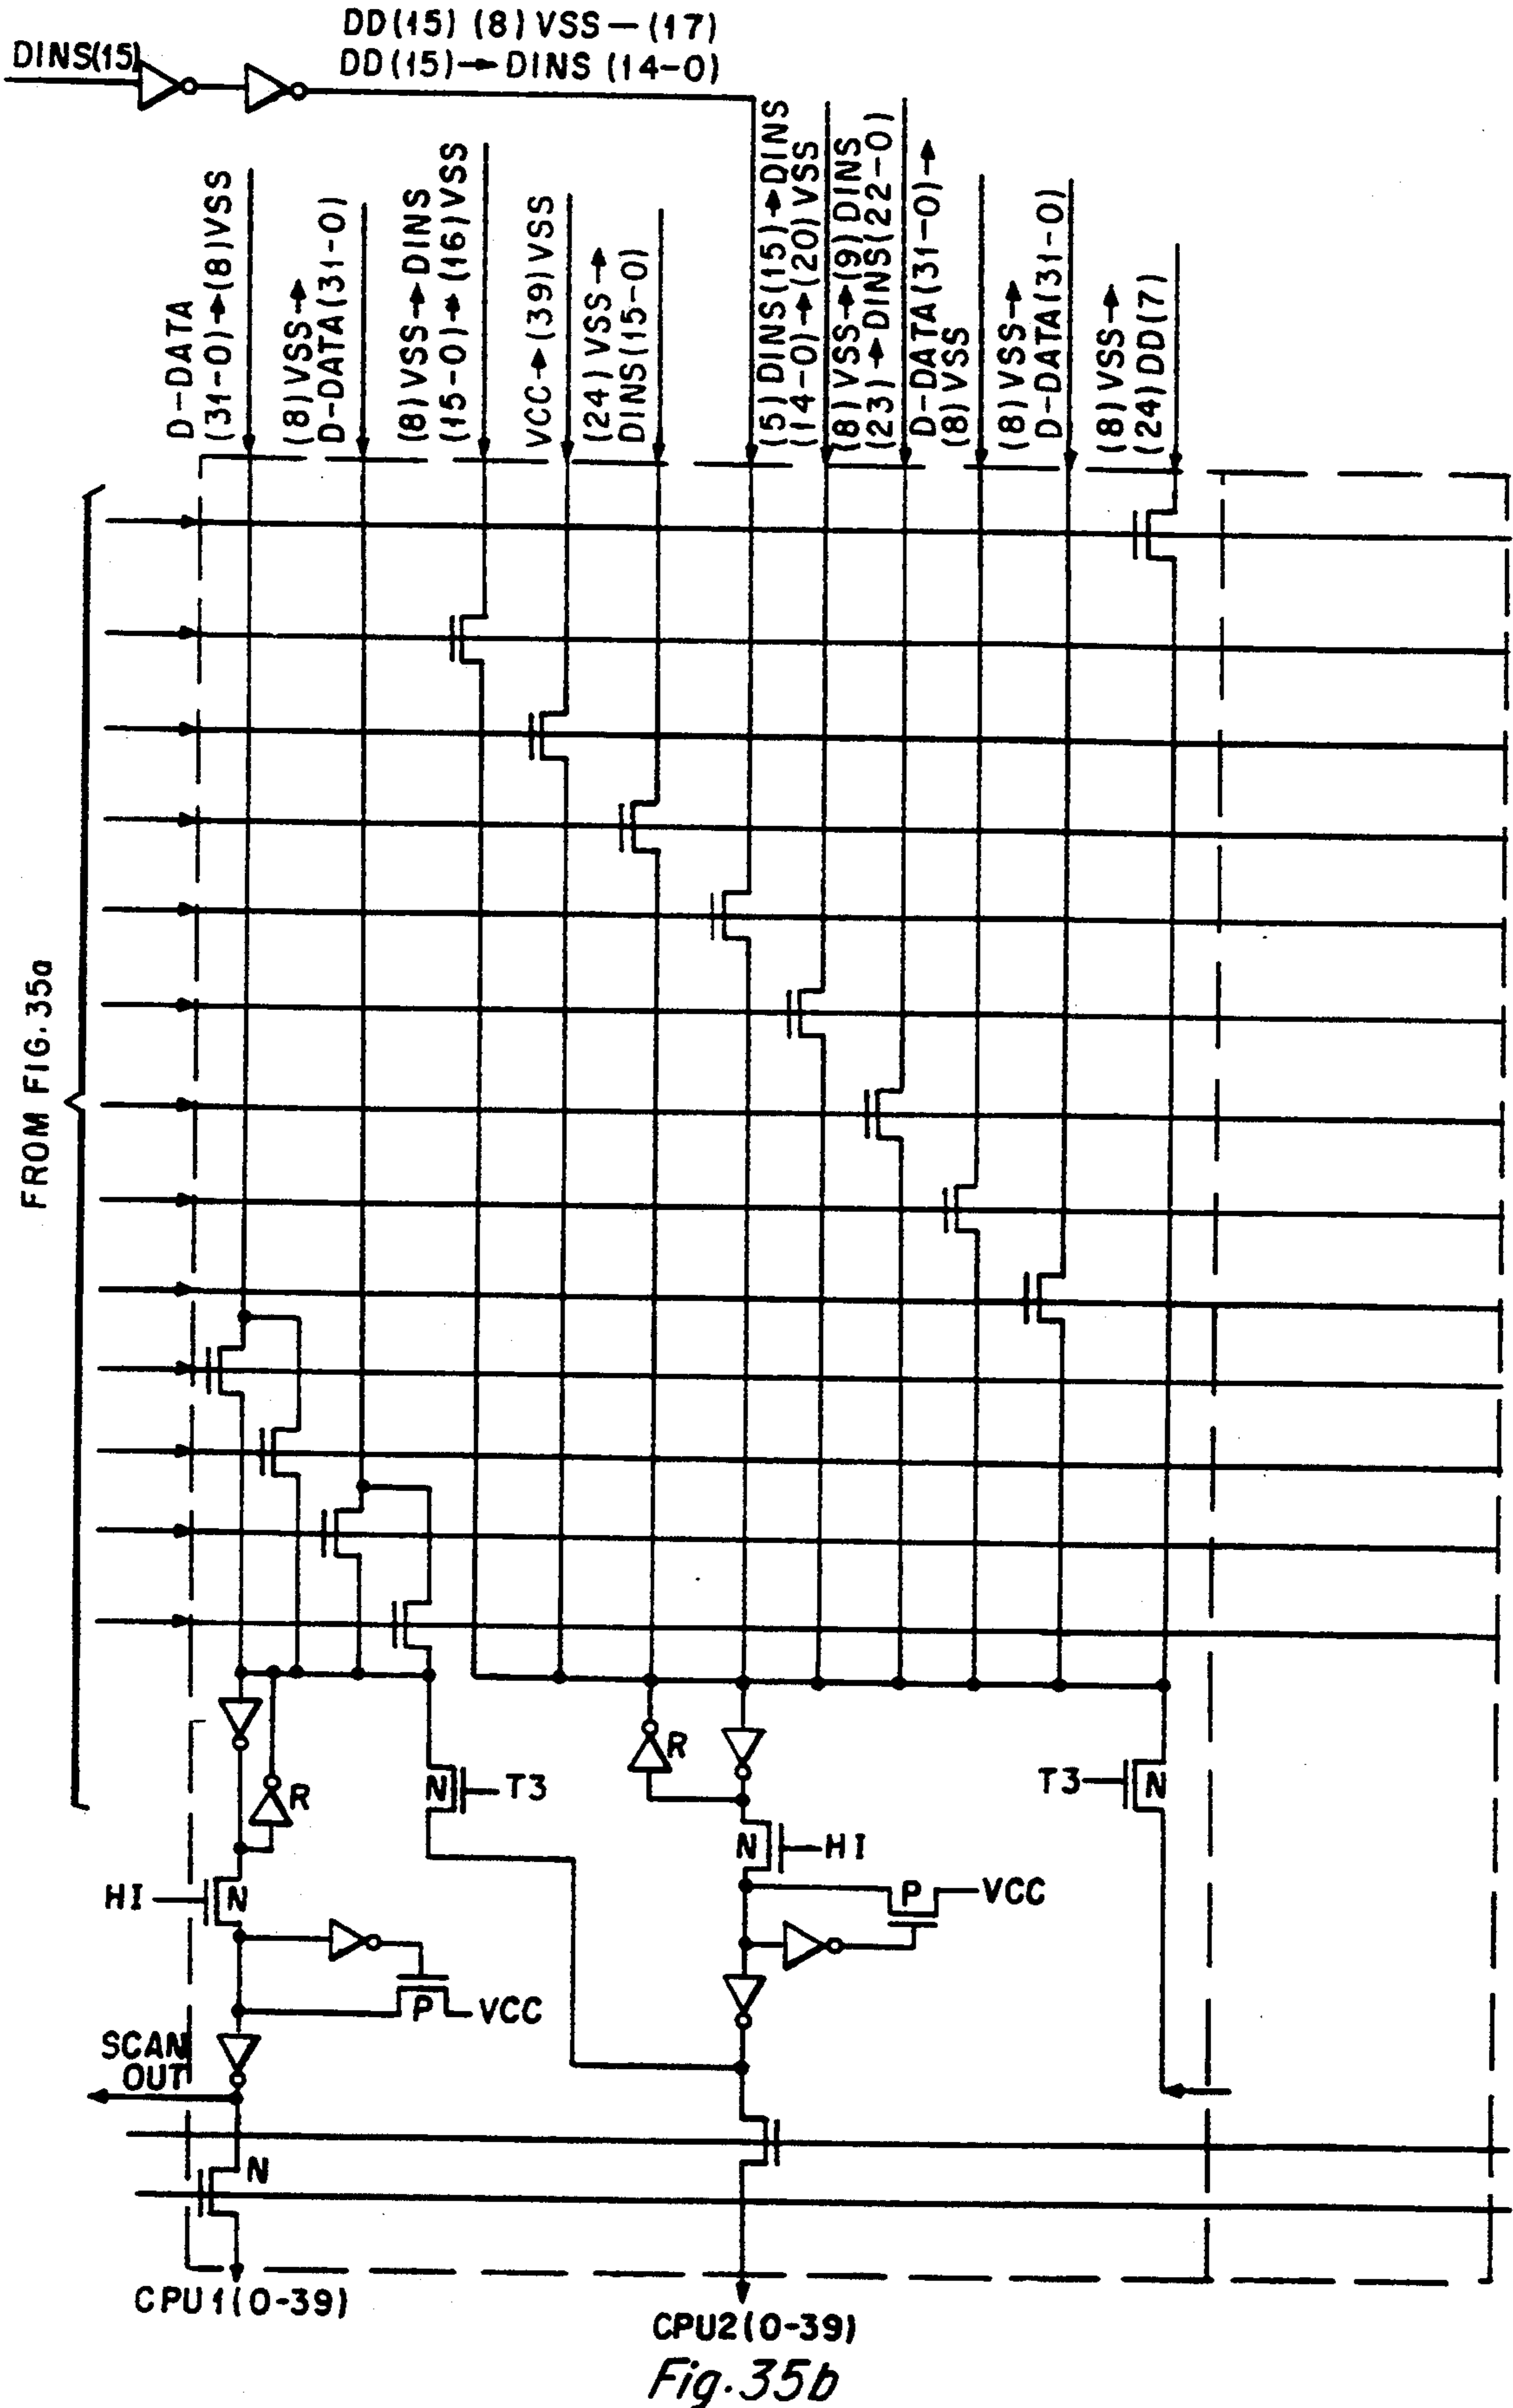 DINS(15)
DD(15) (8) VSS — (17)
DD(15)→DINS (14-0)
D-DATA
(31-0)→(8)VSS
(8)VSS→
D-DATA(31-0)
(8)VSS→DINS
(15-0)→(16)VSS
VCC→(39)VSS
(24)VSS→
DINS(15-0)
(5)DINS(15)→DINS
(14-0)→(20)VSS
(8)VSS→(9)DINS
(23)→DINS(22-0)
D-DATA(31-0)→
(8)VSS
(8)VSS→
D-DATA(31-0)
(8)VSS→
(24)DD(7)
FROM FIG. 35a
R
N
T3
R
T3
N
HI
N
N
HI
P
VCC
P
VCC
SCAN
OUT
N
CPU1(0-39)
CPU2(0-39)
Fig. 35b